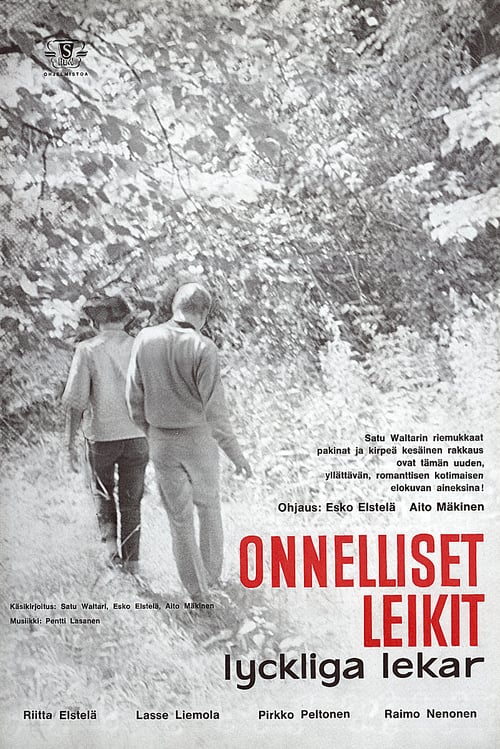 S
OHJELMISTOA
Satu Waltarin riemukkaat
pakinat ja kirpeä kesäinen rakkaus
ovat tämän uuden,
yllättävän, romanttisen kotimaisen
elokuvan aineksina!
Ohjaus: Esko Elstelä Aito Mäkinen
ONNELLISET
LEIKIT
lyckliga lekar
Käsikirjoitus: Satu Waltari, Esko Elstelä, Aito Mäkinen
Musiikki: Pentti Lasanen
Riitta Elstelä Lasse Liemola Pirkko Peltonen Raimo Nenonen